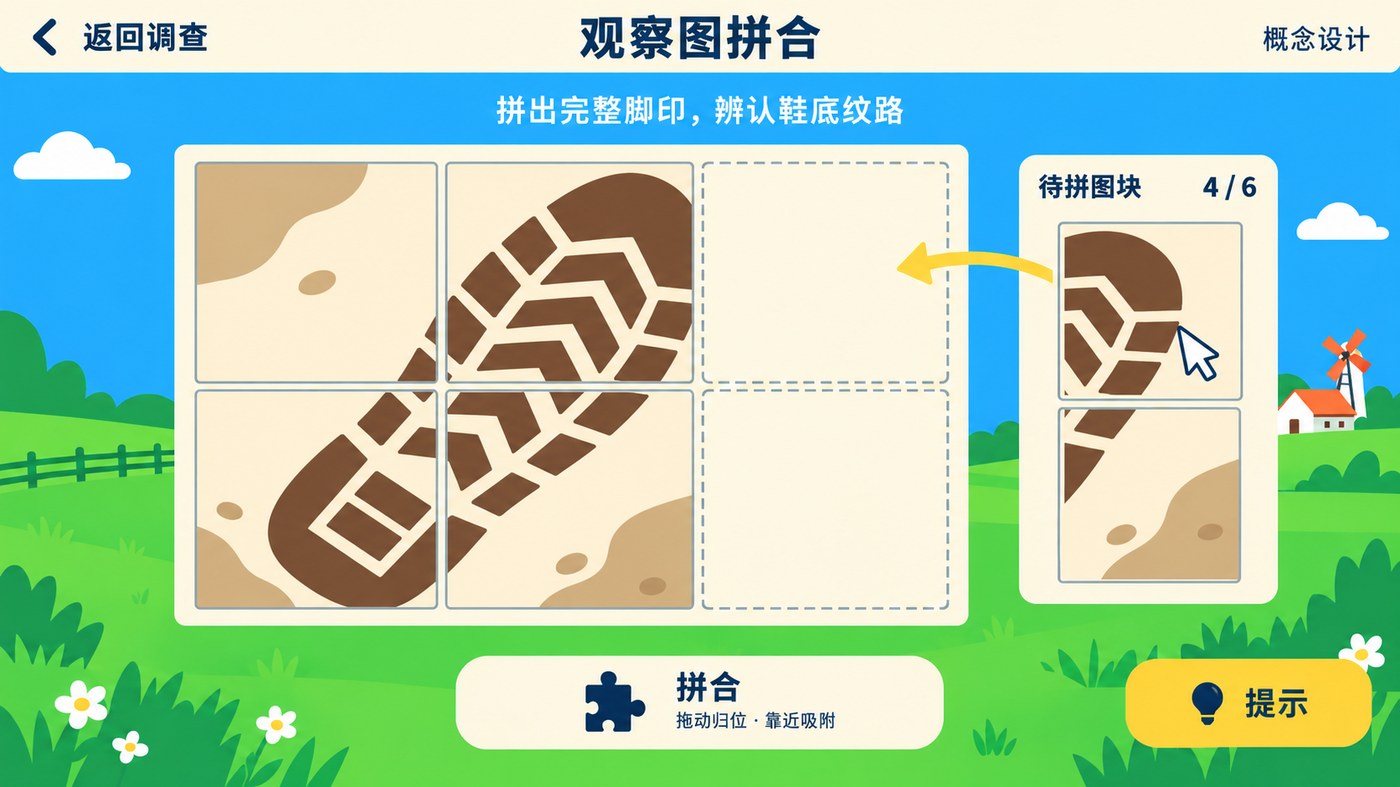 返回调查
观察图拼合
概念设计
拼出完整脚印，辨认鞋底纹路
待拼图块 4 / 6
拼合
拖动归位 · 靠近吸附
提示